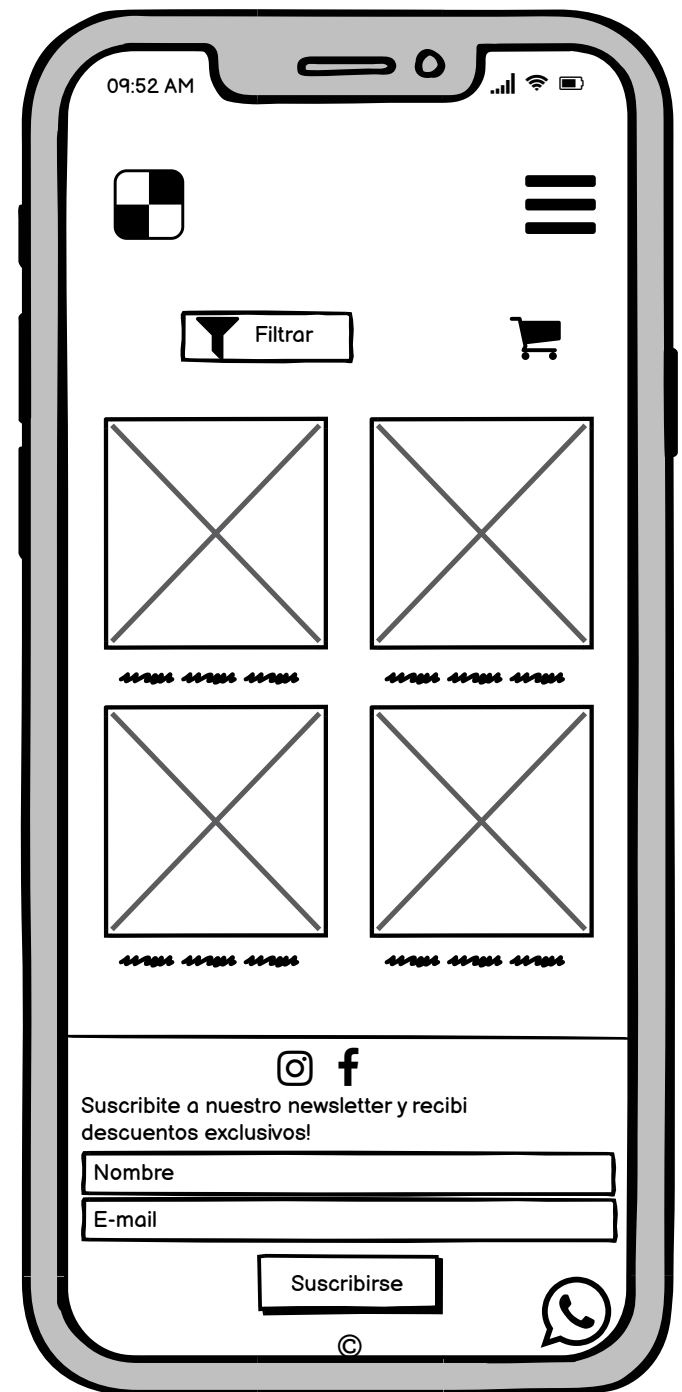 09:52 AM
Filtrar
Suscribite a nuestro newsletter y recibi
descuentos exclusivos!
Nombre
E-mail
Suscribirse
©